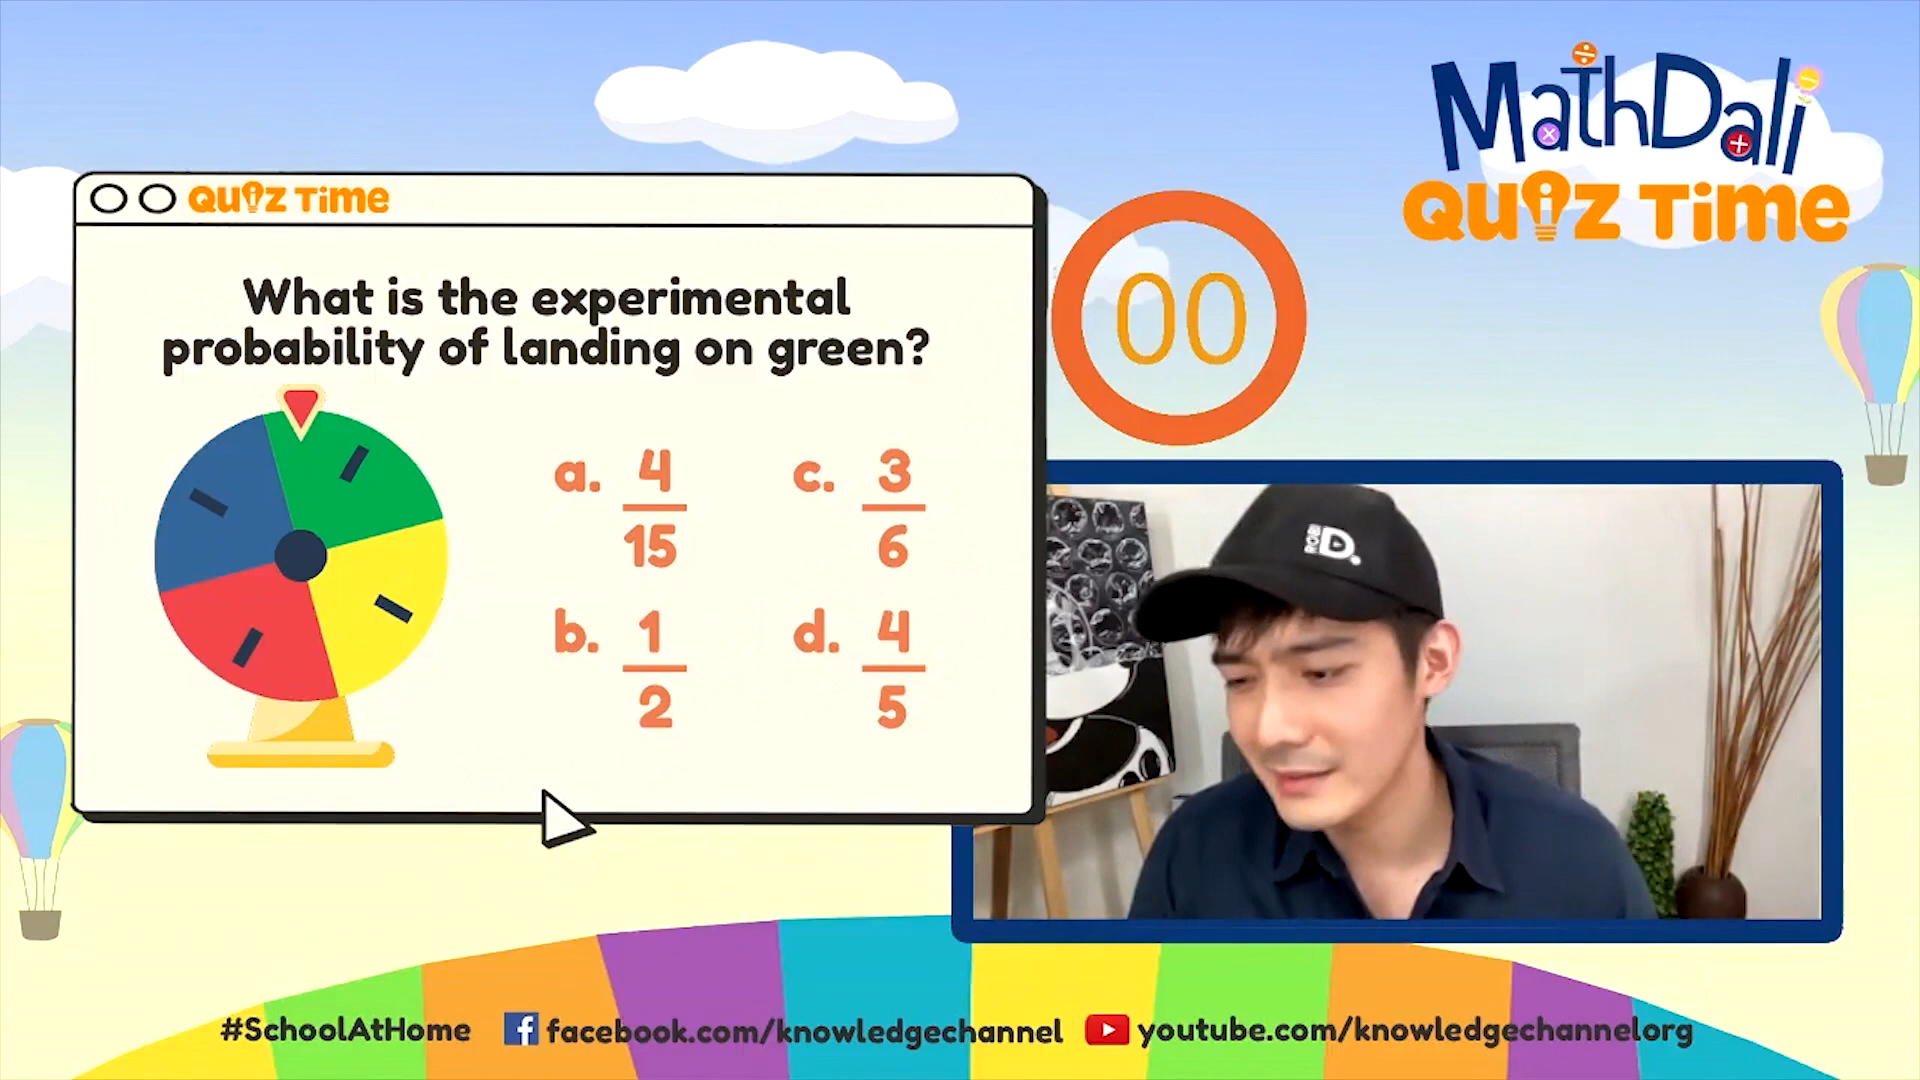 MathDali
QUiZ TiMe
QUiZ TiMe
What is the experimental
probability of landing on green?
00
a. 4/15
c. 3/6
b. 1/2
d. 4/5
ROB D.
#SchoolAtHome facebook.com/knowledgechannel youtube.com/knowledgechannelorg